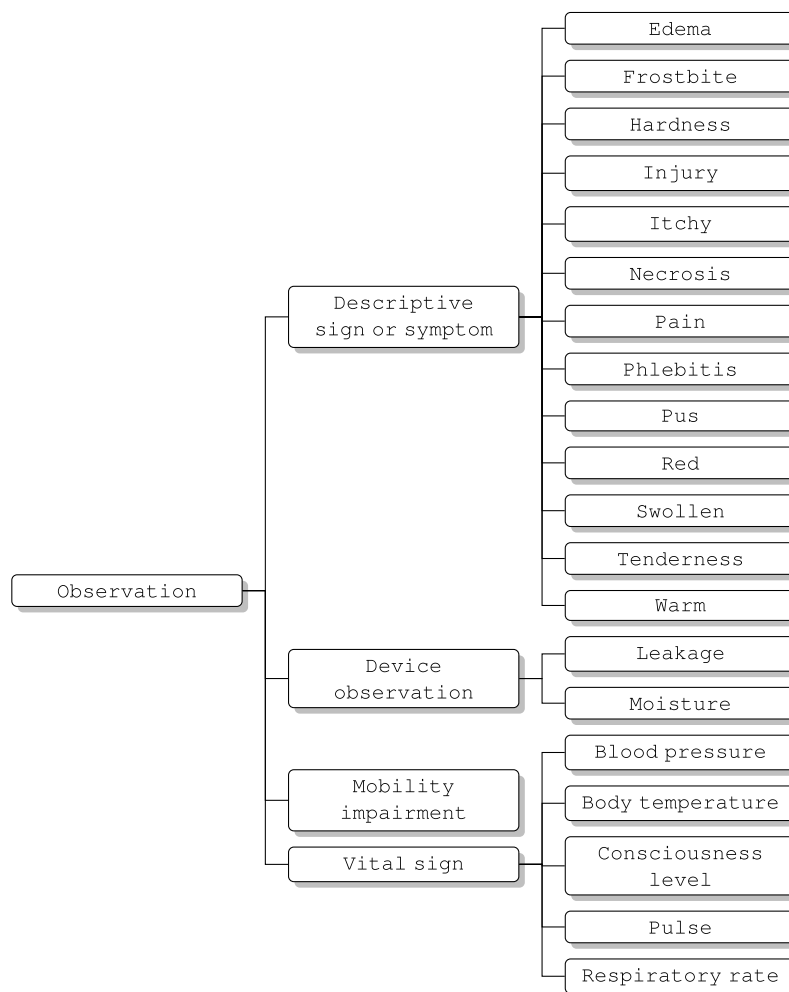 Edema
Frostbite
Hardness
Injury
Itchy
Necrosis
Descriptive
sign or symptom
Pain
Phlebitis
Pus
Red
Swollen
Tenderness
Observation
Warm
Device
observation
Leakage
Moisture
Mobility
impairment
Blood pressure
Body temperature
Vital sign
Consciousness
level
Pulse
Respiratory rate